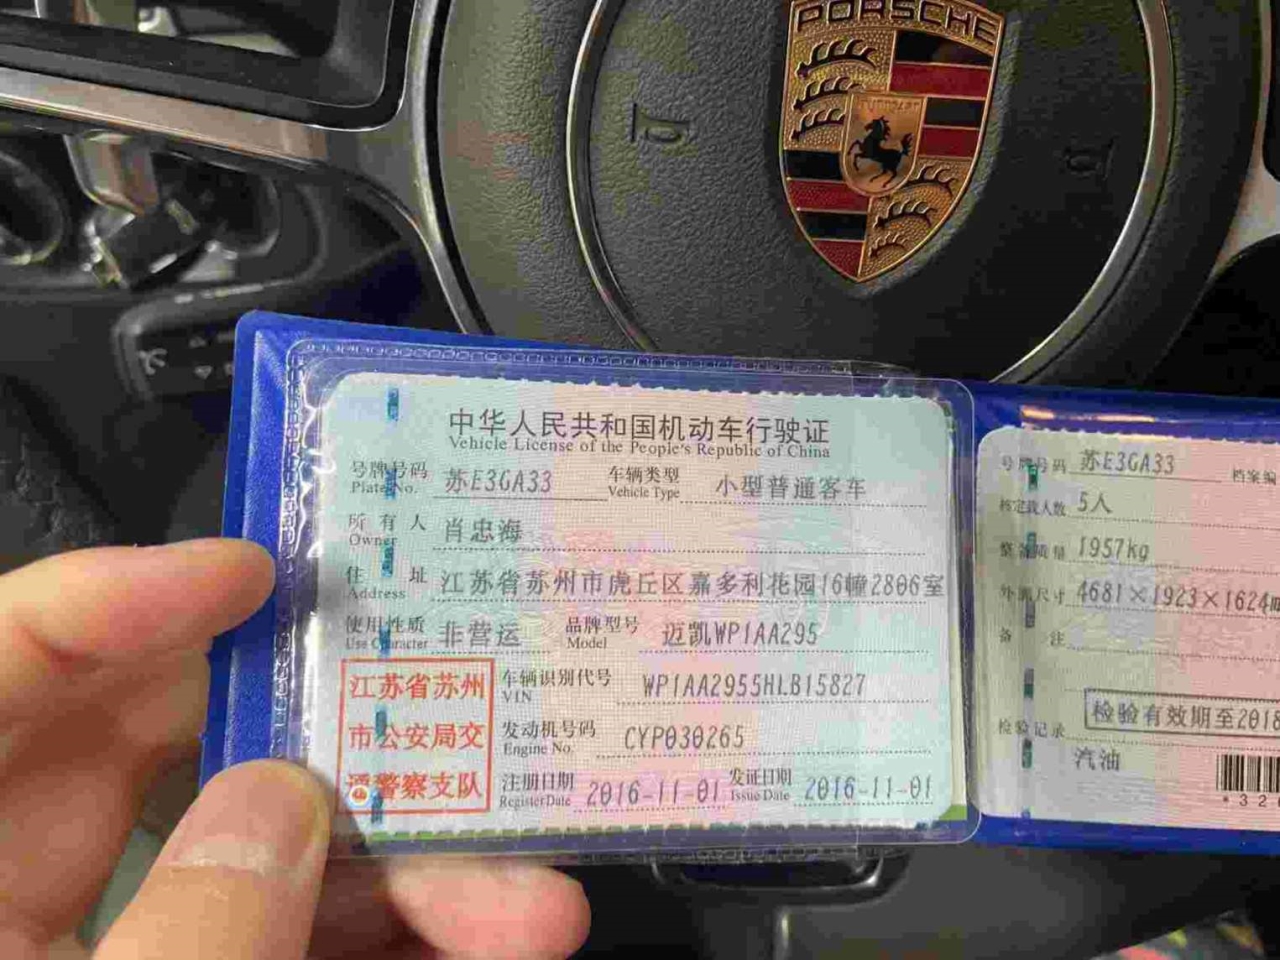 PORSCHE
中华人民共和国机动车行驶证
Vehicle License of the People's Republic of China
号牌号码 苏E3GA33 车辆类型 小型普通客车
Plate No. Vehicle Type
所有人 肖忠海
Owner
住址 江苏省苏州市虎丘区嘉多利花园16幢2806室
Address
使用性质 非营运 品牌型号 迈凯WP1AA295
Use Character Model
江苏省苏州
市公安局交
警察支队
车辆识别代号 WP1AA2955HLB15827
VIN
发动机号码 CYP030265
Engine No.
注册日期 2016-11-01 发证日期 2016-11-01
Register Date Issue Date
号牌号码 苏E3GA33 档案编
核定载人数 5人
整备质量 1957kg
外廓尺寸 4681×1923×1624m
备注
检验有效期至2018
检验记录
汽油
*32